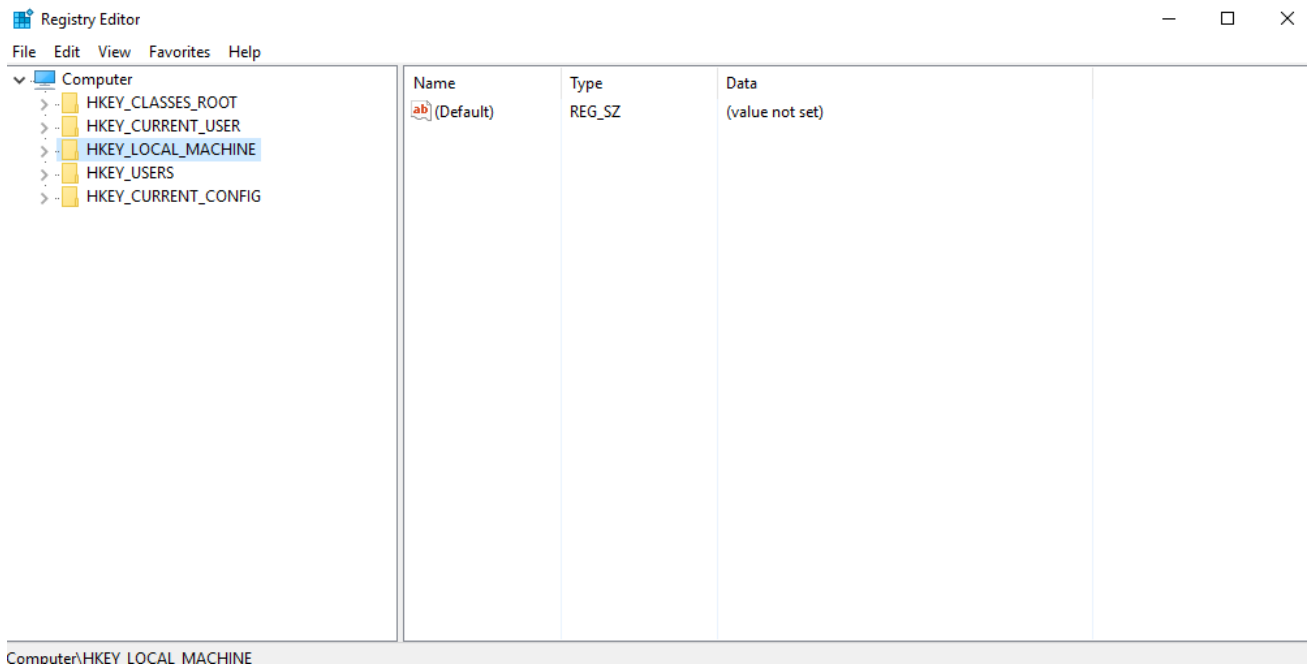 Registry Editor
File Edit View Favorites Help
Computer
HKEY_CLASSES_ROOT
HKEY_CURRENT_USER
HKEY_LOCAL_MACHINE
HKEY_USERS
HKEY_CURRENT_CONFIG
Name Type Data
ab (Default) REG_SZ (value not set)
Computer\HKEY_LOCAL_MACHINE